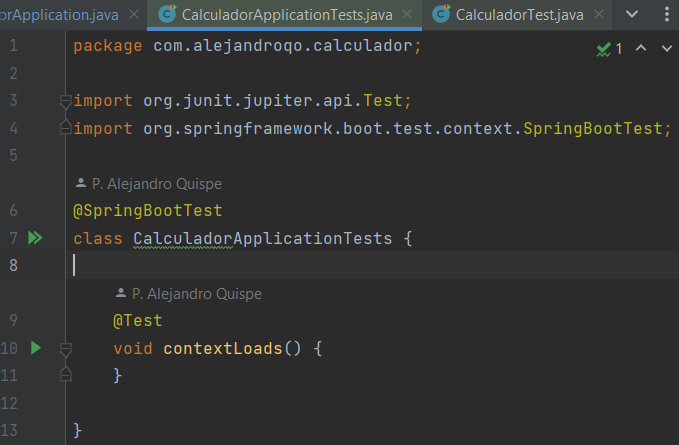 orApplication.java CalculadorApplicationTests.java CalculadorTest.java
1 package com.alejandroqo.calculador; 1
2
3 import org.junit.jupiter.api.Test;
4 import org.springframework.boot.test.context.SpringBootTest;
5
P. Alejandro Quispe
6 @SpringBootTest
7 class CalculadorApplicationTests {
8
P. Alejandro Quispe
9 @Test
10 void contextLoads() {
11 }
12
13 }